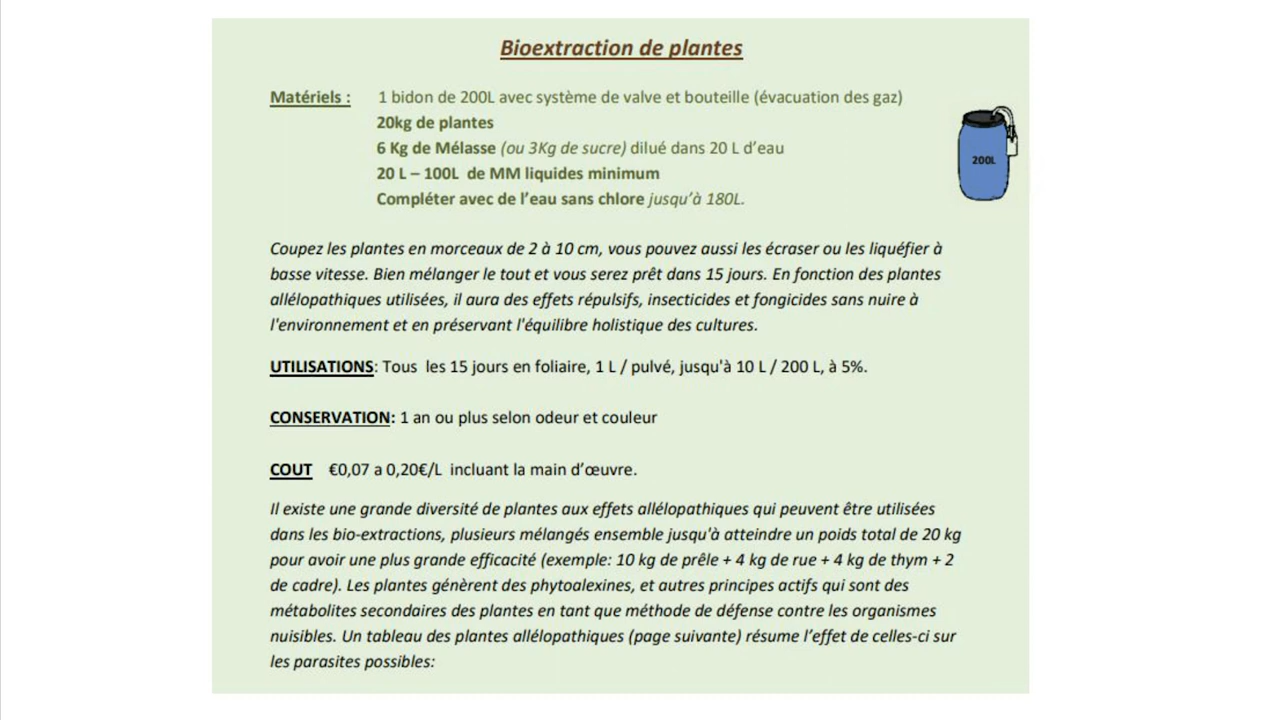 Bioextraction de plantes
Matériels : 1 bidon de 200L avec système de valve et bouteille (évacuation des gaz)
20kg de plantes
6 Kg de Mélasse (ou 3Kg de sucre) dilué dans 20 L d’eau
20 L – 100L de MM liquides minimum
Compléter avec de l’eau sans chlore jusqu’à 180L.
200L
Coupez les plantes en morceaux de 2 à 10 cm, vous pouvez aussi les écraser ou les liquéfier à
basse vitesse. Bien mélanger le tout et vous serez prêt dans 15 jours. En fonction des plantes
allélopathiques utilisées, il aura des effets répulsifs, insecticides et fongicides sans nuire à
l'environnement et en préservant l'équilibre holistique des cultures.
UTILISATIONS: Tous les 15 jours en foliaire, 1 L / pulvé, jusqu'à 10 L / 200 L, à 5%.
CONSERVATION: 1 an ou plus selon odeur et couleur
COUT €0,07 a 0,20€/L incluant la main d’œuvre.
Il existe une grande diversité de plantes aux effets allélopathiques qui peuvent être utilisées
dans les bio-extractions, plusieurs mélangés ensemble jusqu'à atteindre un poids total de 20 kg
pour avoir une plus grande efficacité (exemple: 10 kg de prêle + 4 kg de rue + 4 kg de thym + 2
de cadre). Les plantes génèrent des phytoalexines, et autres principes actifs qui sont des
métabolites secondaires des plantes en tant que méthode de défense contre les organismes
nuisibles. Un tableau des plantes allélopathiques (page suivante) résume l’effet de celles-ci sur
les parasites possibles: